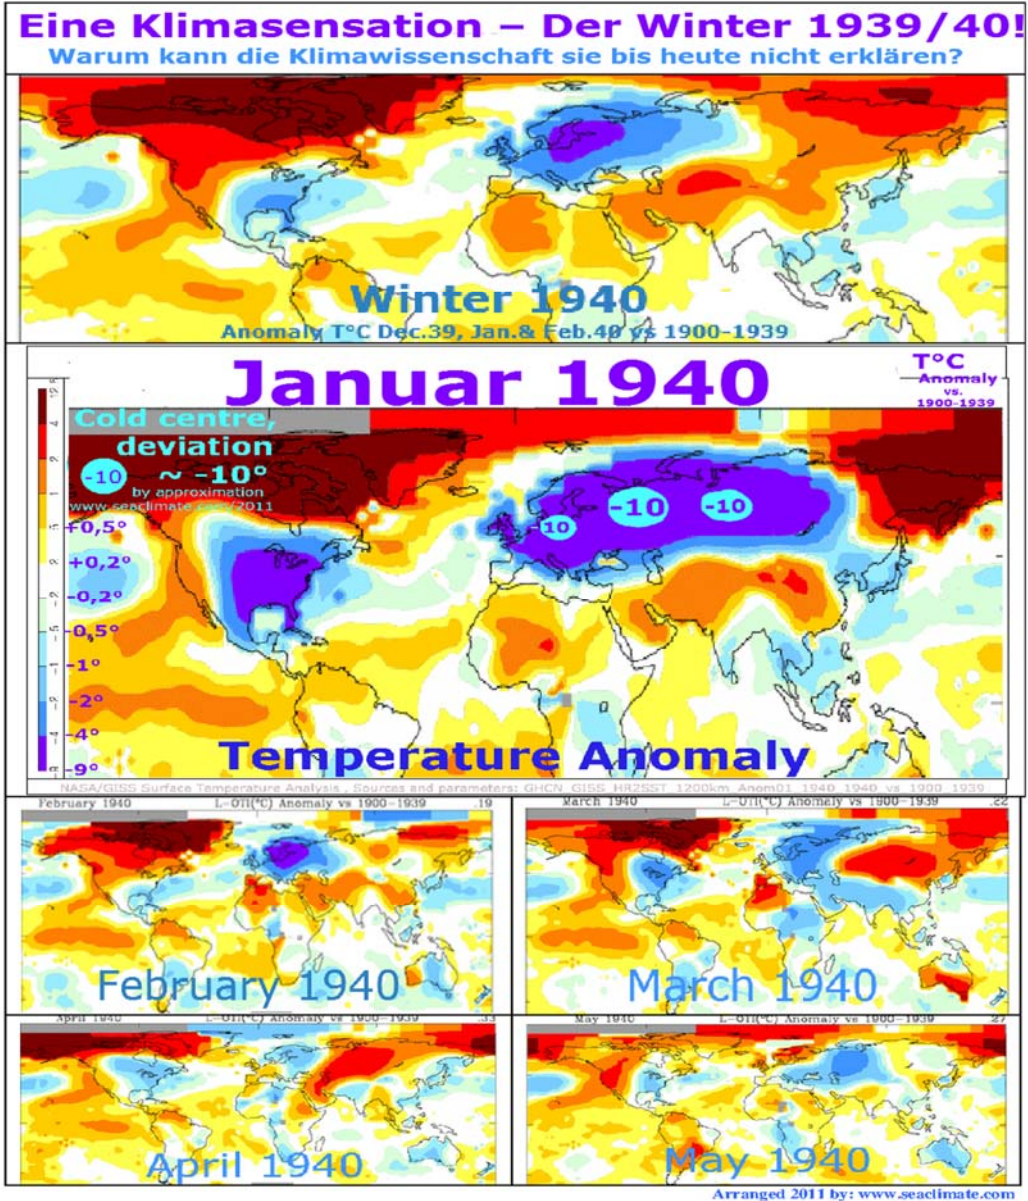 Eine Klimasensation – Der Winter 1939/40!
Warum kann die Klimawissenschaft sie bis heute nicht erklären?
Winter 1940
Anomaly T°C Dec.39, Jan.& Feb.40 vs 1900-1939
Januar 1940
T°C
Anomaly
vs.
1900-1939
Cold centre,
deviation
-10 ~ -10°
by approximation
www.seaclimate.com/2011
-10 -10 -10
+0,5°
+0,2°
-0,2°
-0,5°
-1°
-2°
-4°
-9°
Temperature Anomaly
NASA/GISS Surface Temperature Analysis , Sources and parameters: GHCN_GISS_HR2SST_1200km_Anom01_1940_1940_vs_1900_1939
February 1940 L-OTI(°C) Anomaly vs 1900-1939 .19
February 1940
March 1940 L-OTI(°C) Anomaly vs 1900-1939 .22
March 1940
April 1940 L-OTI(°C) Anomaly vs 1900-1939 .33
April 1940
May 1940 L-OTI(°C) Anomaly vs 1900-1939 .27
May 1940
Arranged 2011 by: www.seaclimate.com